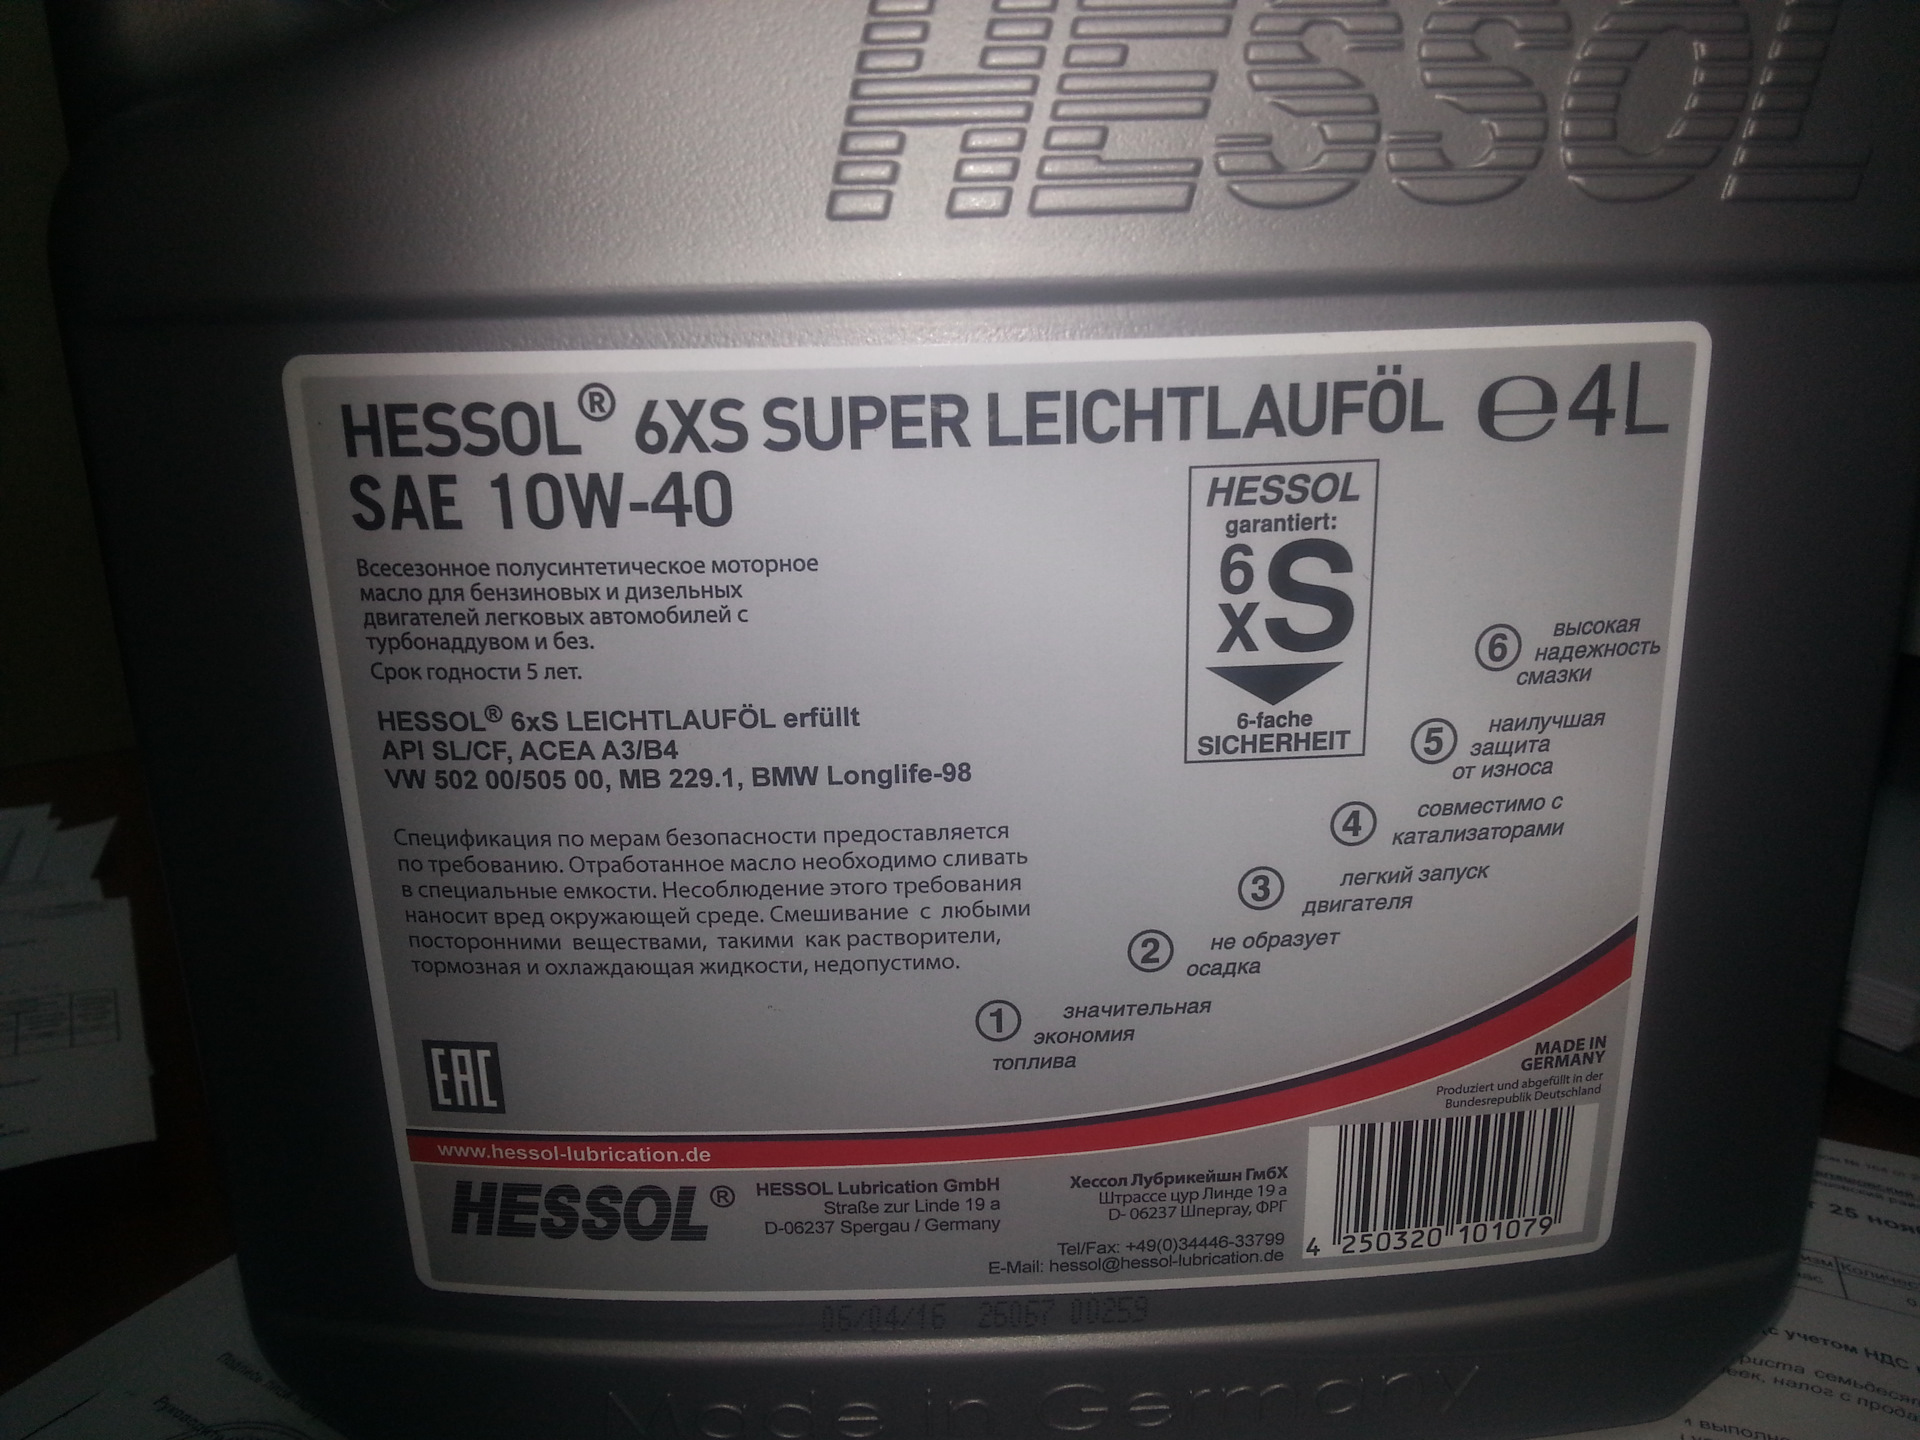 HESSOL
HESSOL® 6XS SUPER LEICHTLAUFÖL ℮4L
SAE 10W-40
Всесезонное полусинтетическое моторное
масло для бензиновых и дизельных
двигателей легковых автомобилей с
турбонаддувом и без.
Срок годности 5 лет.
HESSOL® 6xS LEICHTLAUFÖL erfüllt
API SL/CF, ACEA A3/B4
VW 502 00/505 00, MB 229.1, BMW Longlife-98
Спецификация по мерам безопасности предоставляется
по требованию. Отработанное масло необходимо сливать
в специальные емкости. Несоблюдение этого требования
наносит вред окружающей среде. Смешивание с любыми
посторонними веществами, такими как растворители,
тормозная и охлаждающая жидкости, недопустимо.
HESSOL
garantiert:
6
x S
6-fache
SICHERHEIT
6 высокая
надежность
смазки
5 наилучшая
защита
от износа
4 совместимо с
катализаторами
3 легкий запуск
двигателя
2 не образует
осадка
1 значительная
экономия
топлива
EAC
MADE IN
GERMANY
Produziert und abgefüllt in der
Bundesrepublik Deutschland
www.hessol-lubrication.de
HESSOL®
HESSOL Lubrication GmbH
Straße zur Linde 19 a
D-06237 Spergau / Germany
Хессол Лубрикейшн ГмбХ
Штрассе цур Линде 19 а
D- 06237 Шпергау, ФРГ
Tel/Fax: +49(0)34446-33799
E-Mail: hessol@hessol-lubrication.de
4 250320 101079
06/04/16 26067 00259
Made in Germany
25
с учетом НДС